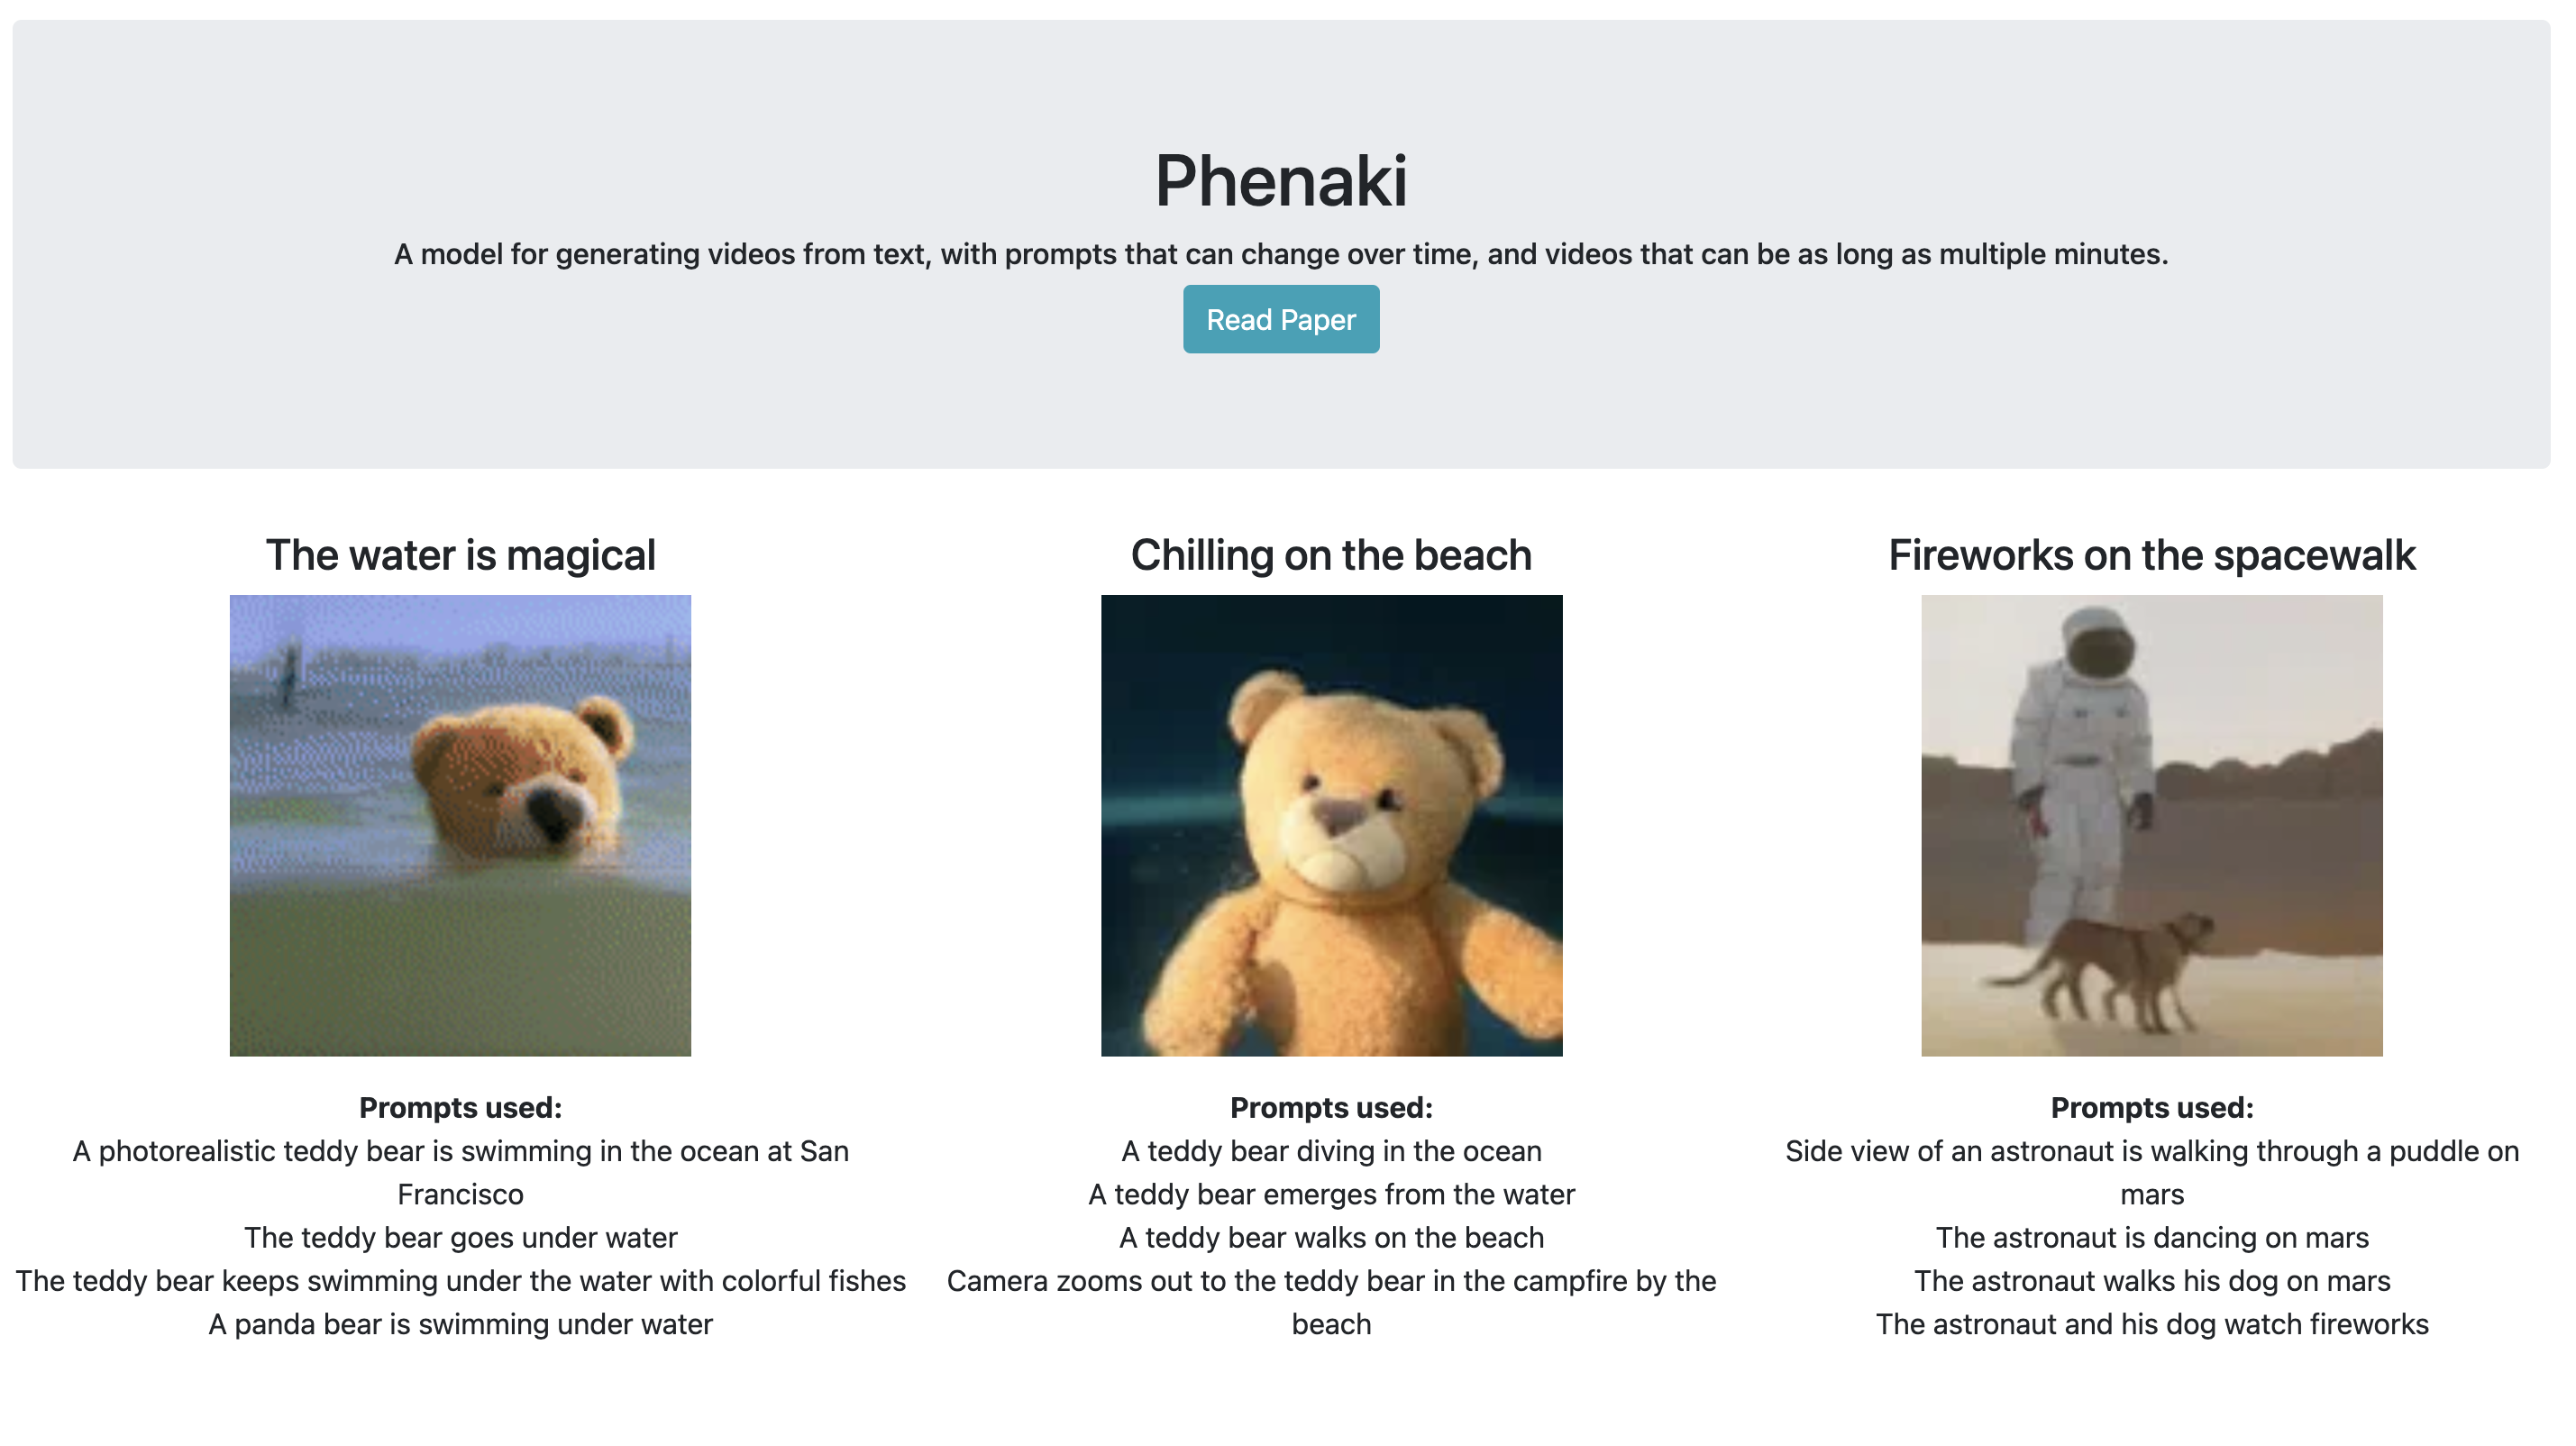 Phenaki
A model for generating videos from text, with prompts that can change over time, and videos that can be as long as multiple minutes.
Read Paper
The water is magical
Prompts used:
A photorealistic teddy bear is swimming in the ocean at San
Francisco
The teddy bear goes under water
The teddy bear keeps swimming under the water with colorful fishes
A panda bear is swimming under water
Chilling on the beach
Prompts used:
A teddy bear diving in the ocean
A teddy bear emerges from the water
A teddy bear walks on the beach
Camera zooms out to the teddy bear in the campfire by the
beach
Fireworks on the spacewalk
Prompts used:
Side view of an astronaut is walking through a puddle on
mars
The astronaut is dancing on mars
The astronaut walks his dog on mars
The astronaut and his dog watch fireworks